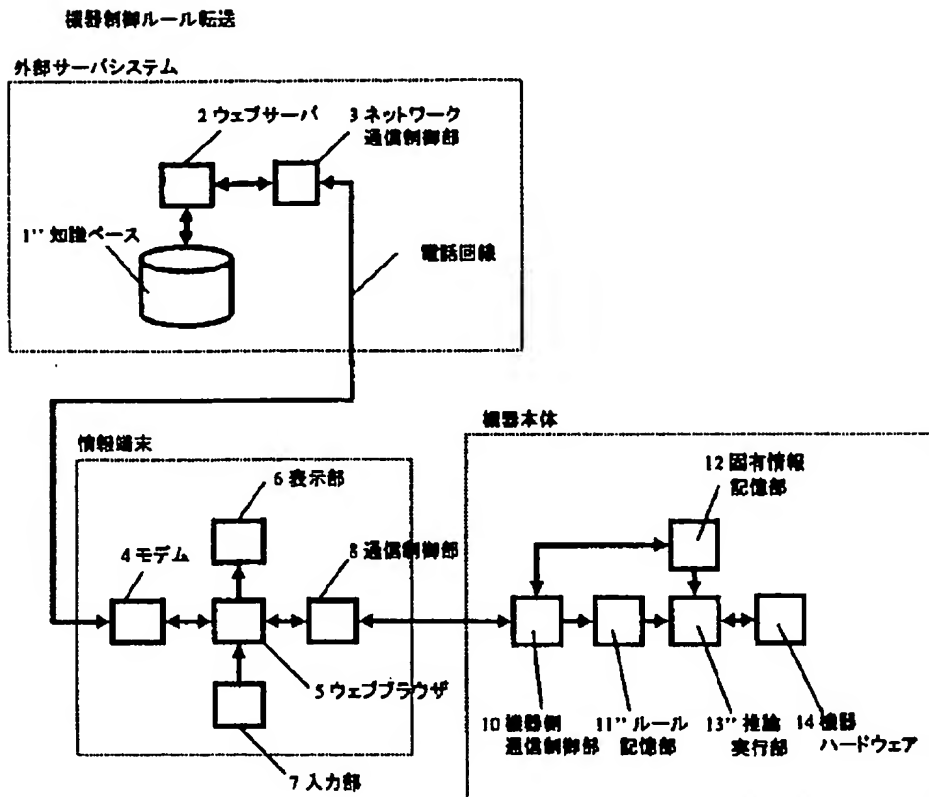 機器制御ルール転送
外部サーバシステム
2 ウェブサーバ
3 ネットワーク
通信制御部
1'' 知識ベース
電話回線
情報端末
機器本体
6 表示部
12 固有情報
記憶部
4 モデム
8 通信制御部
5 ウェブブラウザ
7 入力部
10 機器側
通信制御部
11'' ルール
記憶部
13'' 推論
実行部
14 機器
ハードウェア